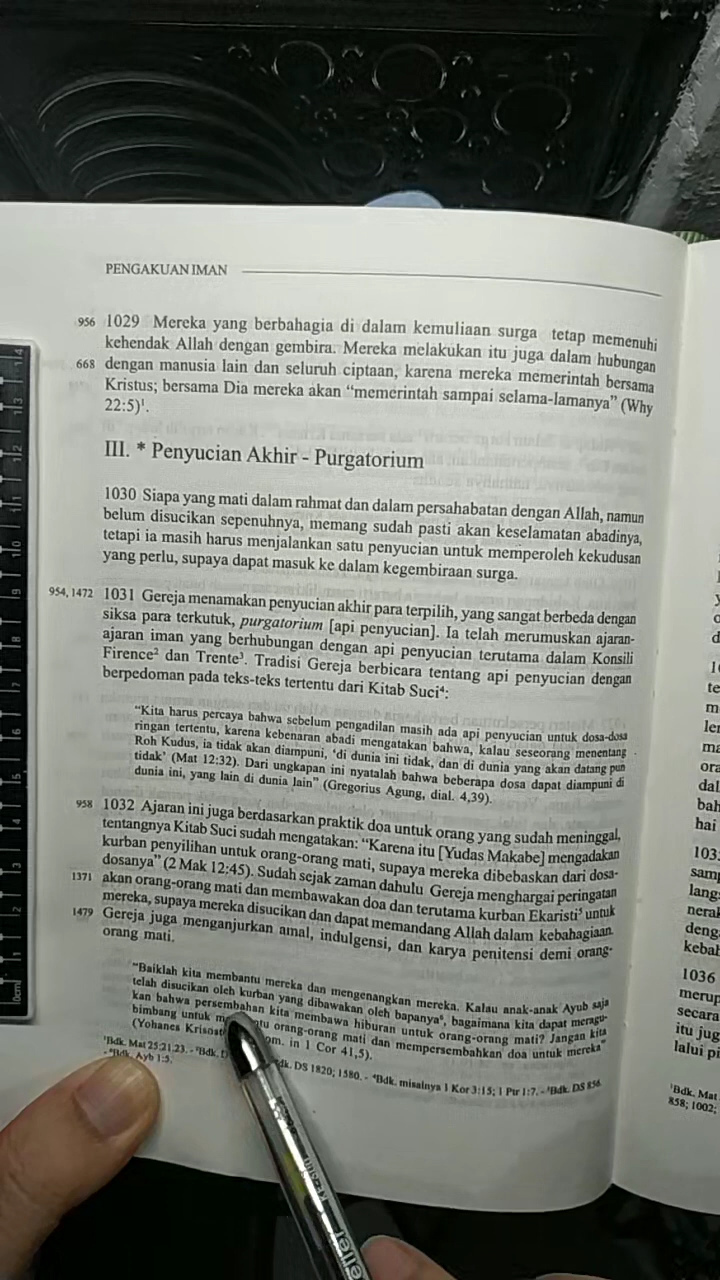 PENGAKUAN IMAN
956 1029 Mereka yang berbahagia di dalam kemuliaan surga tetap memenuhi
kehendak Allah dengan gembira. Mereka melakukan itu juga dalam hubungan
668 dengan manusia lain dan seluruh ciptaan, karena mereka memerintah bersama
Kristus; bersama Dia mereka akan “memerintah sampai selama-lamanya” (Why
22:5)¹.
III. * Penyucian Akhir - Purgatorium
1030 Siapa yang mati dalam rahmat dan dalam persahabatan dengan Allah, namun
belum disucikan sepenuhnya, memang sudah pasti akan keselamatan abadinya,
tetapi ia masih harus menjalankan satu penyucian untuk memperoleh kekudusan
yang perlu, supaya dapat masuk ke dalam kegembiraan surga.
954, 1472 1031 Gereja menamakan penyucian akhir para terpilih, yang sangat berbeda dengan
siksa para terkutuk, purgatorium [api penyucian]. Ia telah merumuskan ajaran-
ajaran iman yang berhubungan dengan api penyucian terutama dalam Konsili
Firence² dan Trente³. Tradisi Gereja berbicara tentang api penyucian dengan
berpedoman pada teks-teks tertentu dari Kitab Suci⁴:
“Kita harus percaya bahwa sebelum pengadilan masih ada api penyucian untuk dosa-dosa
ringan tertentu, karena kebenaran abadi mengatakan bahwa, kalau seseorang menentang
Roh Kudus, ia tidak akan diampuni, ‘di dunia ini tidak, dan di dunia yang akan datang pun
tidak’ (Mat 12:32). Dari ungkapan ini nyatalah bahwa beberapa dosa dapat diampuni di
dunia ini, yang lain di dunia lain” (Gregorius Agung, dial. 4,39).
958 1032 Ajaran ini juga berdasarkan praktik doa untuk orang yang sudah meninggal,
tentangnya Kitab Suci sudah mengatakan: “Karena itu [Yudas Makabe] mengadakan
kurban penyilihan untuk orang-orang mati, supaya mereka dibebaskan dari dosa-
dosanya” (2 Mak 12:45). Sudah sejak zaman dahulu Gereja menghargai peringatan
1371 akan orang-orang mati dan membawakan doa dan terutama kurban Ekaristi⁵ untuk
mereka, supaya mereka disucikan dan dapat memandang Allah dalam kebahagiaan.
1479 Gereja juga menganjurkan amal, indulgensi, dan karya penitensi demi orang-
orang mati.
“Baiklah kita membantu mereka dan mengenangkan mereka. Kalau anak-anak Ayub saja
telah disucikan oleh kurban yang dibawakan oleh bapanya⁶, bagaimana kita dapat meragu-
kan bahwa persembahan kita membawa hiburan untuk orang-orang mati? Jangan kita
bimbang untuk orang-orang mati dan mempersembahkan doa untuk mereka”
(Yohanes in 1 Cor 41,5).
¹Bdk. Mat 25:21.23. - ²Bdk. DS 1820; 1580. - ⁴Bdk. misalnya 1 Kor 3:15; 1 Ptr 1:7. - ⁵Bdk. DS 856.
- ⁶Bdk. Ayb 1:5.
103
1036
merup
secara
itu jug
lalui p
¹Bdk. Mat
858; 1002;